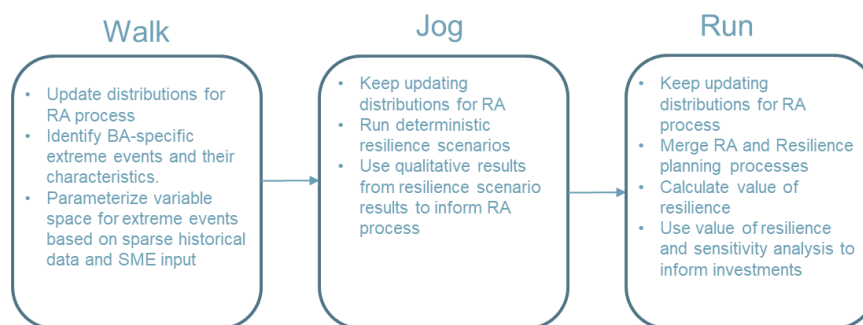 Walk
• Update distributions for
RA process
• Identify BA-specific
extreme events and their
characteristics.
• Parameterize variable
space for extreme events
based on sparse historical
data and SME input
Jog
• Keep updating
distributions for RA
• Run deterministic
resilience scenarios
• Use qualitative results
from resilience scenario
results to inform RA
process
Run
• Keep updating
distributions for RA
process
• Merge RA and Resilience
planning processes
• Calculate value of
resilience
• Use value of resilience
and sensitivity analysis to
inform investments